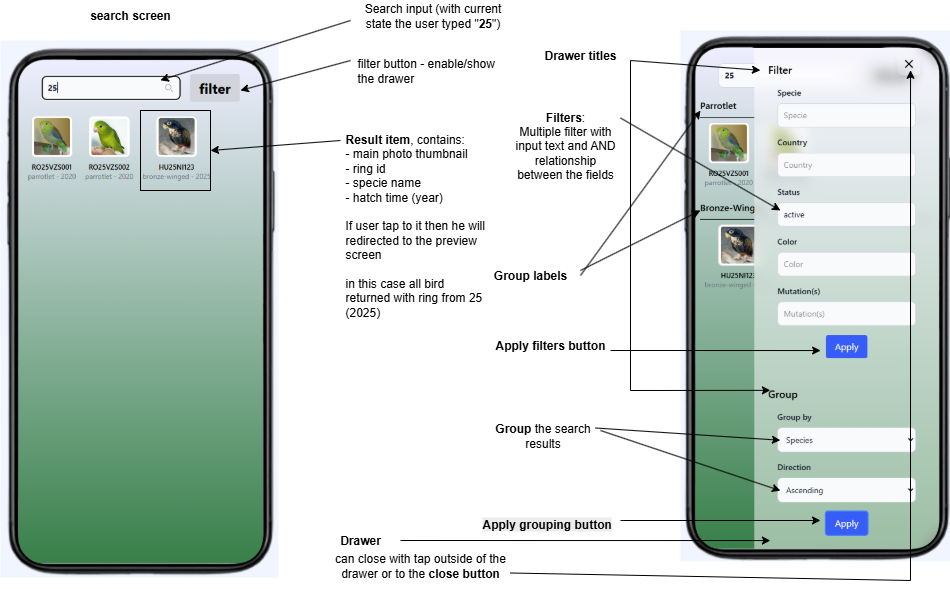 search screen
Search input (with current
state the user typed "25")
filter button - enable/show
the drawer
25
filter
RO25VZS001
parrotlet - 2020
RO25VZS002
parrotlet - 2020
HU25NI123
bronze-winged - 2025
Result item, contains:
- main photo thumbnail
- ring id
- specie name
- hatch time (year)
If user tap to it then he will
redirected to the preview
screen
in this case all bird
returned with ring from 25
(2025)
Drawer titles
Filters:
Multiple filter with
input text and AND
relationship
between the fields
Group labels
Apply filters button
Group the search
results
Apply grouping button
Drawer
can close with tap outside of the
drawer or to the close button
25
Parrotlet
RO25VZS001
parrotlet - 2020
Bronze-Wing
HU25NI123
bronze-winged -
Filter
Specie
Specie
Country
Country
Status
active
Color
Color
Mutation(s)
Mutation(s)
Apply
Group
Group by
Species
Direction
Ascending
Apply